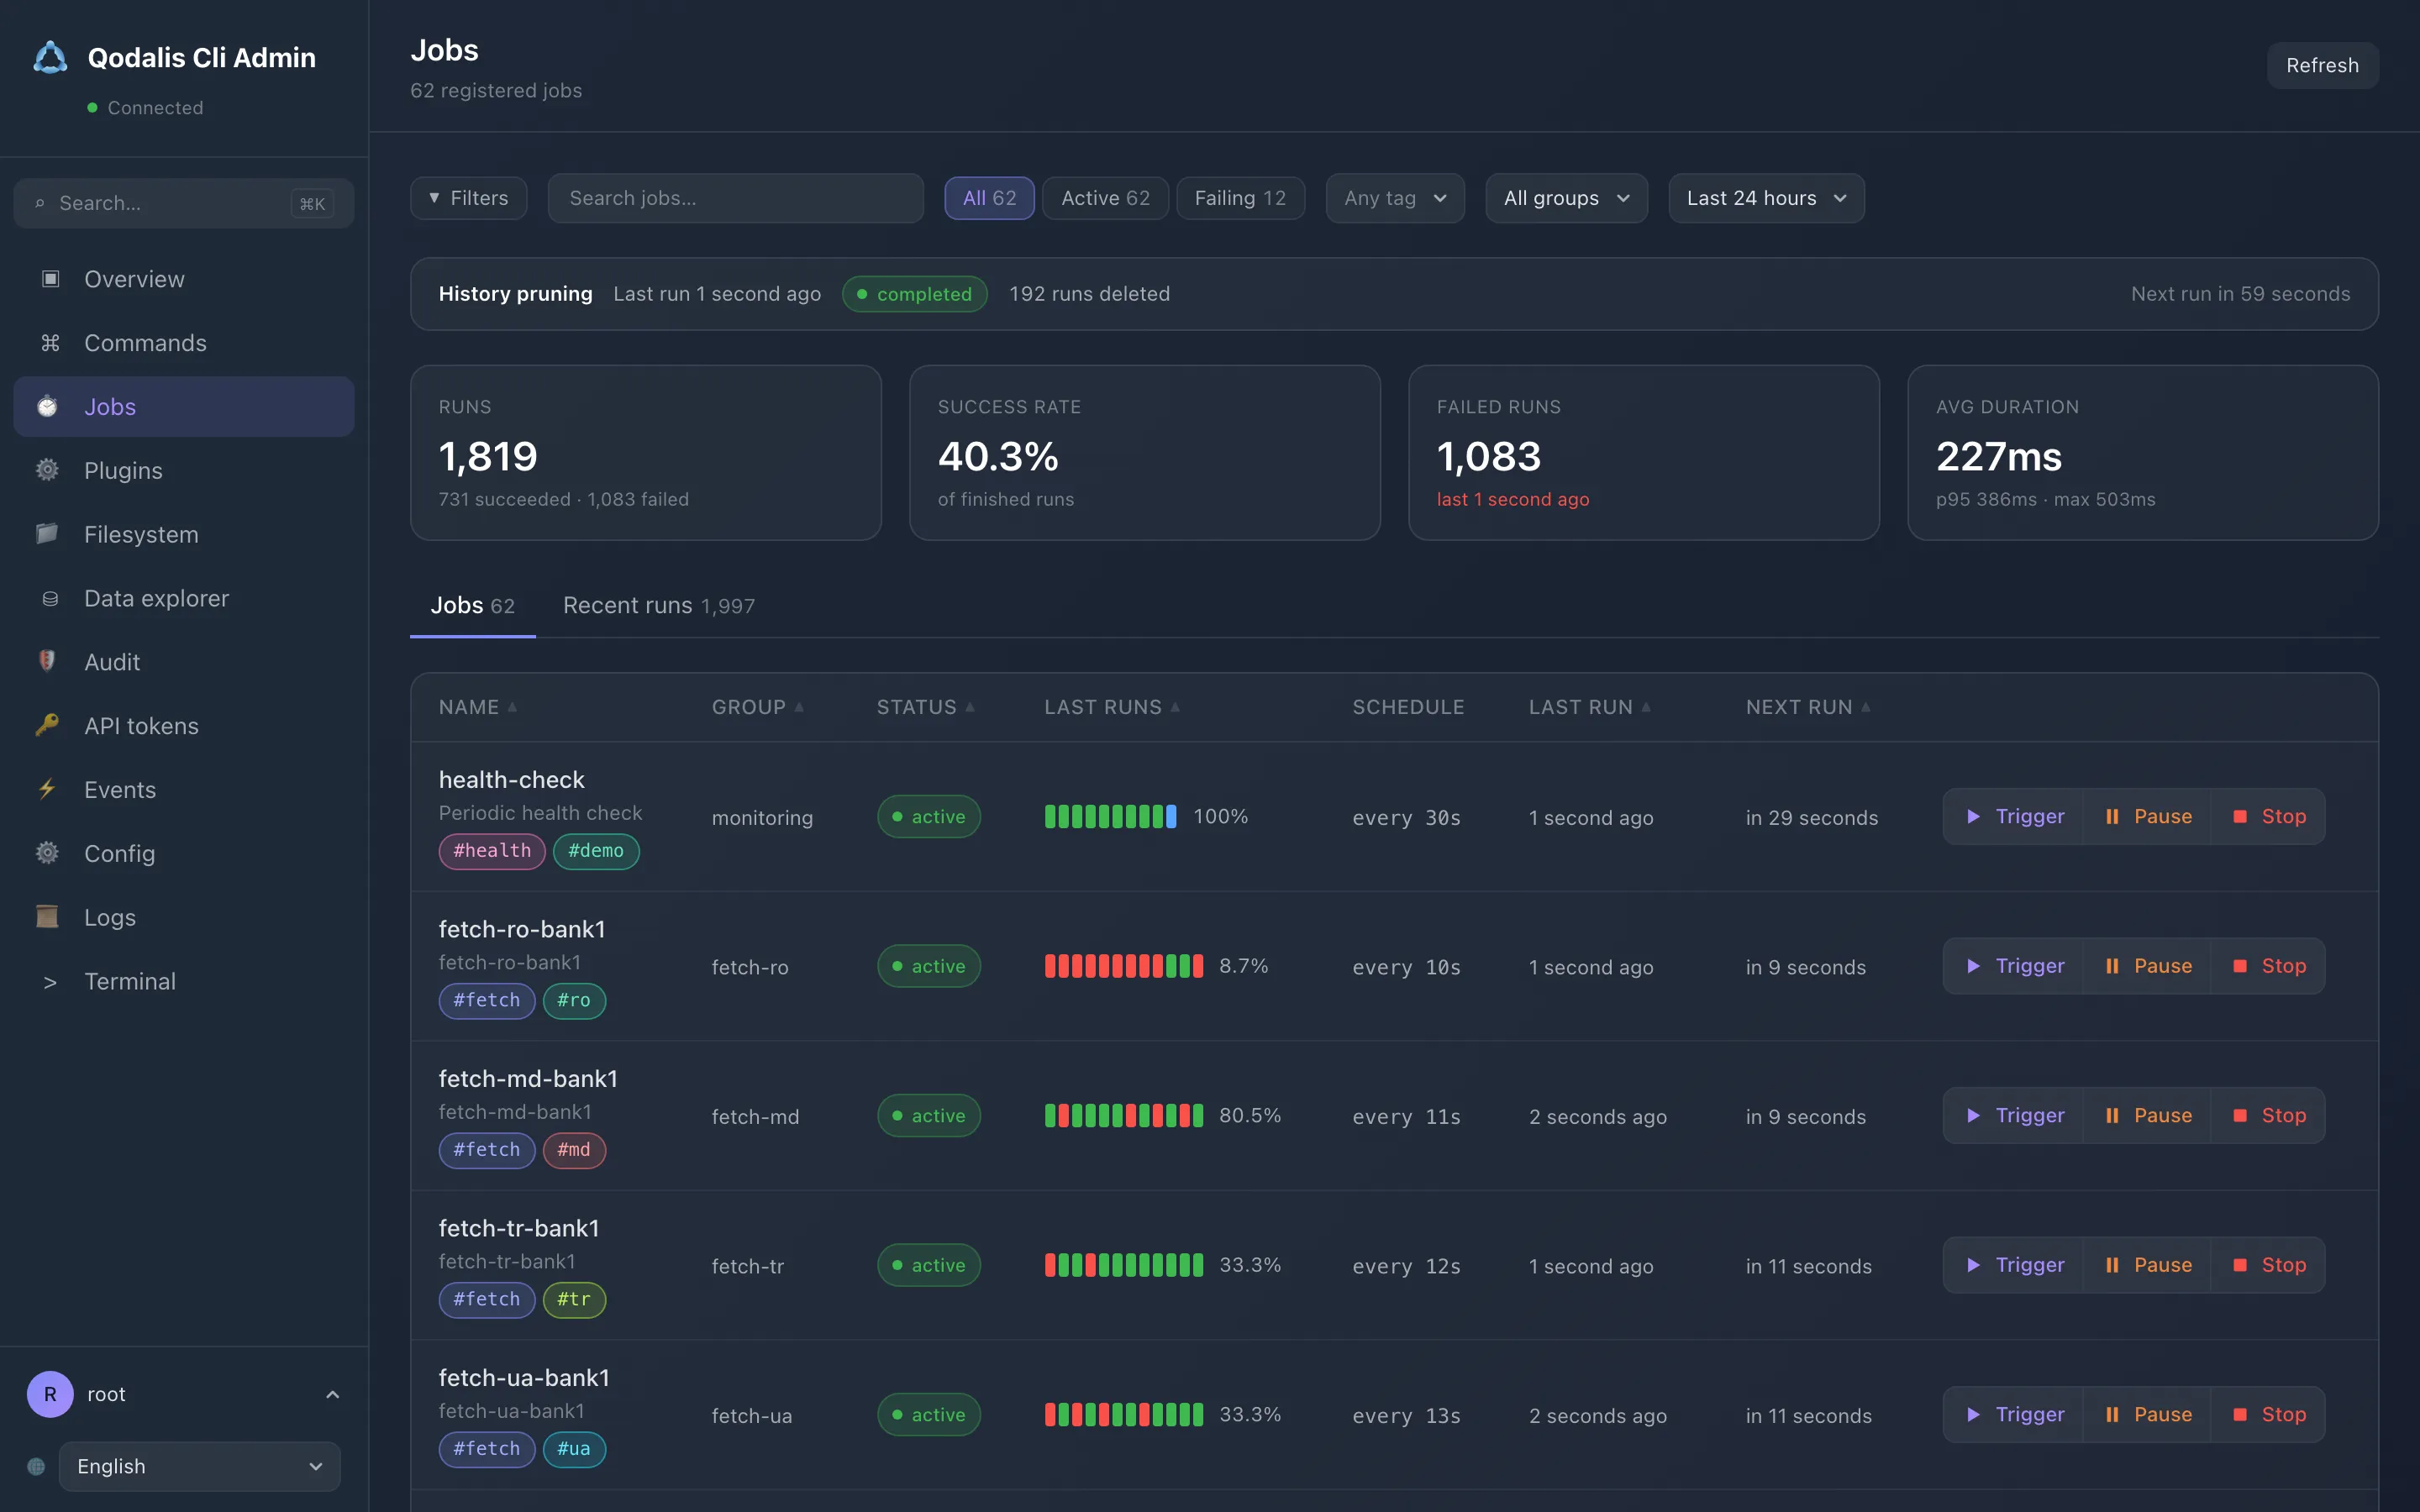 Qodalis Cli Admin
Connected
Search...
⌘K
Overview
Commands
Jobs
Plugins
Filesystem
Data explorer
Audit
API tokens
Events
Config
Logs
Terminal
R root
English
Jobs
62 registered jobs
Refresh
Filters
Search jobs...
All 62
Active 62
Failing 12
Any tag
All groups
Last 24 hours
History pruning Last run 1 second ago completed 192 runs deleted Next run in 59 seconds
RUNS
1,819
731 succeeded · 1,083 failed
SUCCESS RATE
40.3%
of finished runs
FAILED RUNS
1,083
last 1 second ago
AVG DURATION
227ms
p95 386ms · max 503ms
Jobs 62
Recent runs 1,997
NAME GROUP STATUS LAST RUNS SCHEDULE LAST RUN NEXT RUN
health-check
Periodic health check
#health #demo
monitoring active 100% every 30s 1 second ago in 29 seconds Trigger Pause Stop
fetch-ro-bank1
fetch-ro-bank1
#fetch #ro
fetch-ro active 8.7% every 10s 1 second ago in 9 seconds Trigger Pause Stop
fetch-md-bank1
fetch-md-bank1
#fetch #md
fetch-md active 80.5% every 11s 2 seconds ago in 9 seconds Trigger Pause Stop
fetch-tr-bank1
fetch-tr-bank1
#fetch #tr
fetch-tr active 33.3% every 12s 1 second ago in 11 seconds Trigger Pause Stop
fetch-ua-bank1
fetch-ua-bank1
#fetch #ua
fetch-ua active 33.3% every 13s 2 seconds ago in 11 seconds Trigger Pause Stop